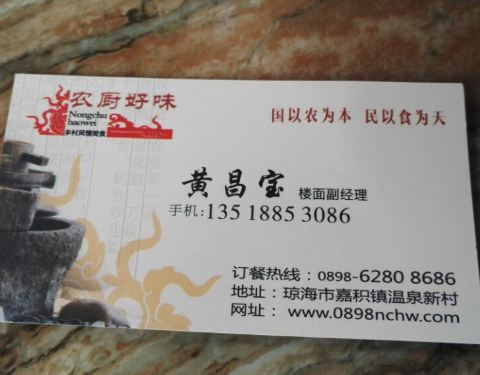 农厨好味
Nongchu
haowei
乡村风情美食
国以农为本 民以食为天
黄昌宝 楼面副经理
手机:135 1885 3086
订餐热线：0898-6280 8686
地址：琼海市嘉积镇温泉新村
网址： www.0898nchw.com